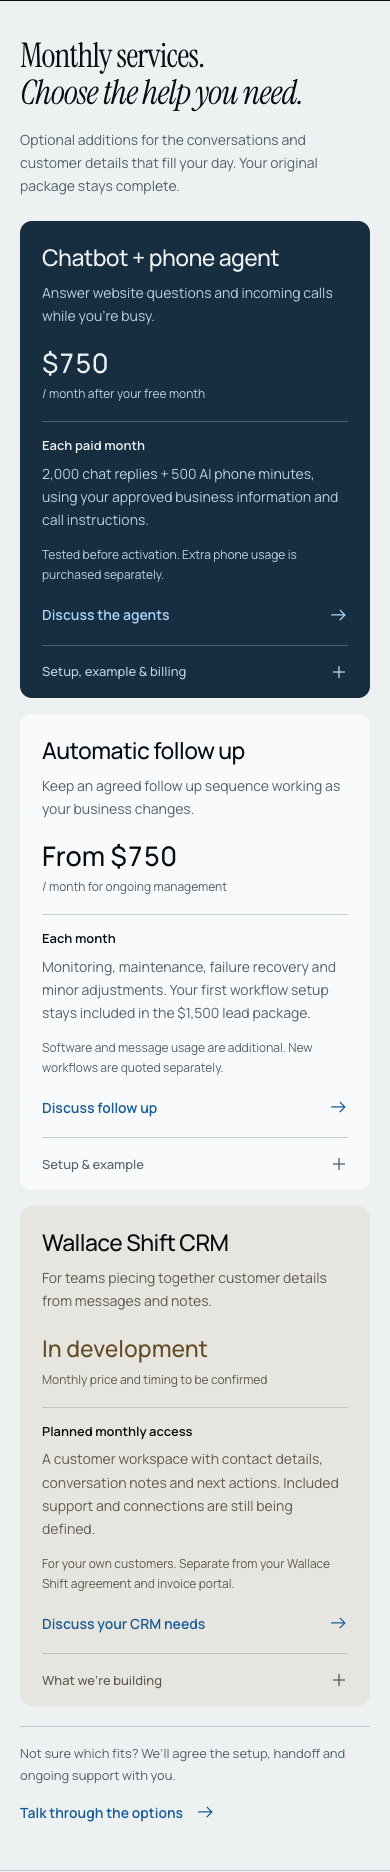 Monthly services.
Choose the help you need.
Optional additions for the conversations and
customer details that fill your day. Your original
package stays complete.
Chatbot + phone agent
Answer website questions and incoming calls
while you’re busy.
$750
/ month after your free month
Each paid month
2,000 chat replies + 500 AI phone minutes,
using your approved business information and
call instructions.
Tested before activation. Extra phone usage is
purchased separately.
Discuss the agents →
Setup, example & billing +
Automatic follow up
Keep an agreed follow up sequence working as
your business changes.
From $750
/ month for ongoing management
Each month
Monitoring, maintenance, failure recovery and
minor adjustments. Your first workflow setup
stays included in the $1,500 lead package.
Software and message usage are additional. New
workflows are quoted separately.
Discuss follow up →
Setup & example +
Wallace Shift CRM
For teams piecing together customer details
from messages and notes.
In development
Monthly price and timing to be confirmed
Planned monthly access
A customer workspace with contact details,
conversation notes and next actions. Included
support and connections are still being
defined.
For your own customers. Separate from your Wallace
Shift agreement and invoice portal.
Discuss your CRM needs →
What we’re building +
Not sure which fits? We’ll agree the setup, handoff and
ongoing support with you.
Talk through the options →